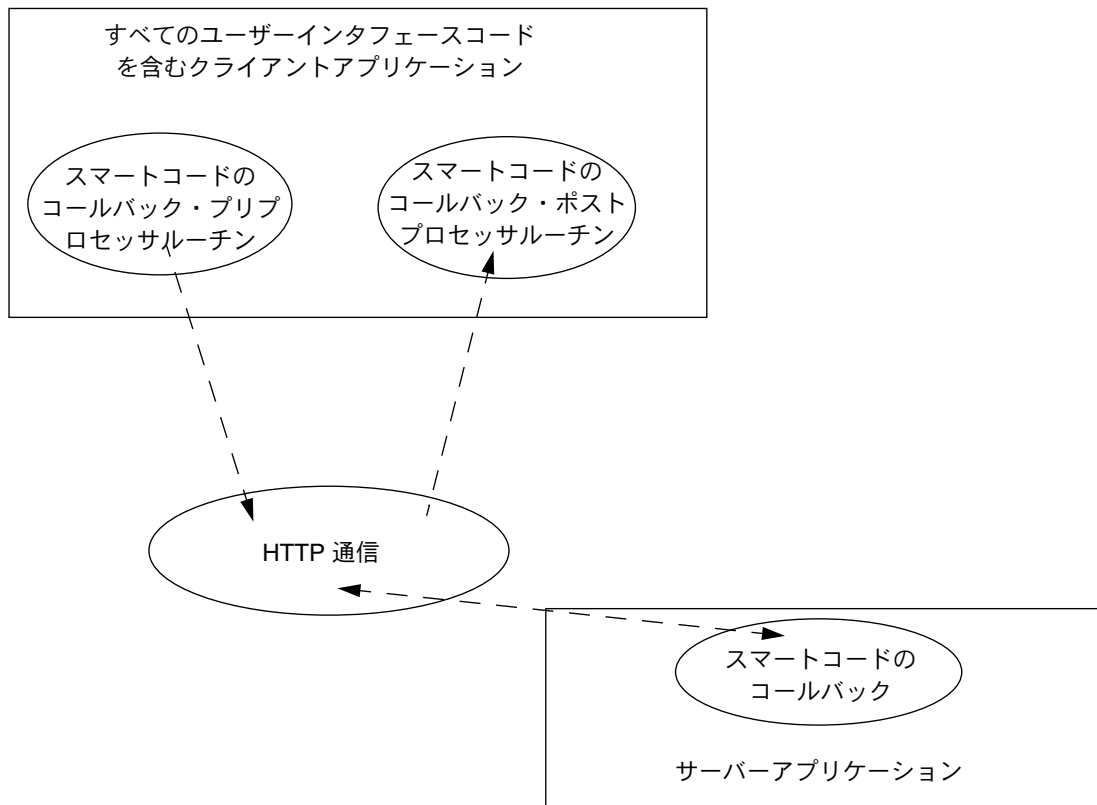 すべてのユーザーインタフェースコード
を含むクライアントアプリケーション
スマートコードの
コールバック・プリプ
ロセッサルーチン
スマートコードの
コールバック・ポスト
プロセッサルーチン
HTTP 通信
スマートコードの
コールバック
サーバーアプリケーション